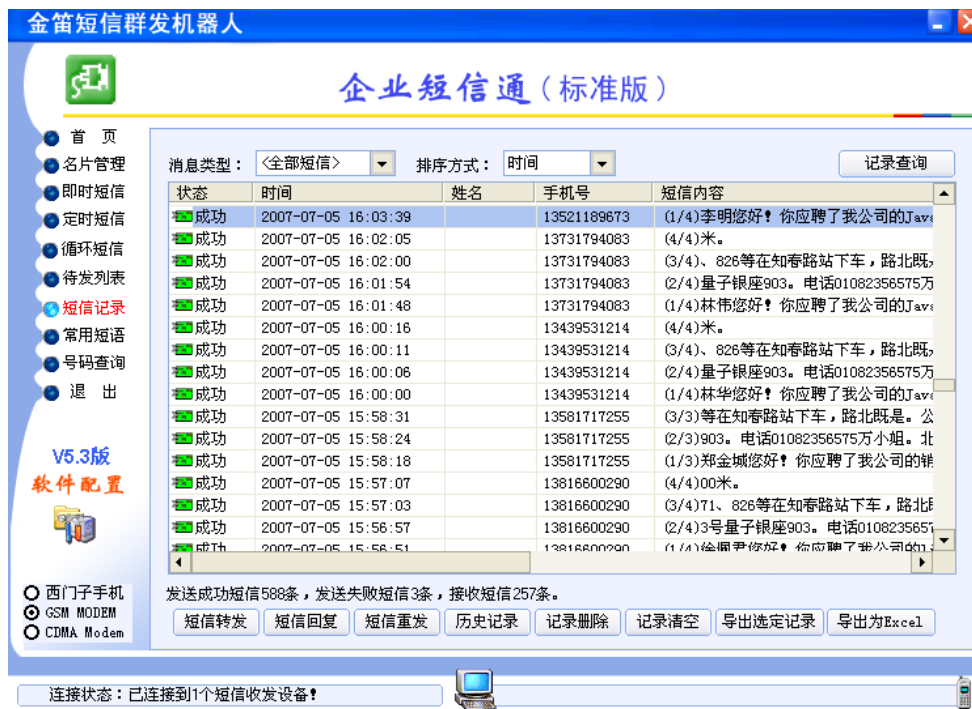 金笛短信群发机器人
企业短信通(标准版)
首 页
名片管理
即时短信
定时短信
循环短信
待发列表
短信记录
常用短语
号码查询
退 出
V5.3版
软件配置
西门子手机
GSM MODEM
CDMA Modem
消息类型: <全部短信> 排序方式: 时间 记录查询
状态 时间 姓名 手机号 短信内容
成功 2007-07-05 16:03:39 13521189673 (1/4)李明您好! 你应聘了我公司的Java
成功 2007-07-05 16:02:05 13731794083 (4/4)米。
成功 2007-07-05 16:02:00 13731794083 (3/4)、826等在知春路站下车,路北既
成功 2007-07-05 16:01:54 13731794083 (2/4)量子银座903。电话01082356575万
成功 2007-07-05 16:01:48 13731794083 (1/4)林伟您好! 你应聘了我公司的Java
成功 2007-07-05 16:00:16 13439531214 (4/4)米。
成功 2007-07-05 16:00:11 13439531214 (3/4)、826等在知春路站下车,路北既
成功 2007-07-05 16:00:06 13439531214 (2/4)量子银座903。电话01082356575万
成功 2007-07-05 16:00:00 13439531214 (1/4)林华您好! 你应聘了我公司的Java
成功 2007-07-05 15:58:31 13581717255 (3/3)等在知春路站下车,路北既是。公
成功 2007-07-05 15:58:24 13581717255 (2/3)903。电话01082356575万小姐。北
成功 2007-07-05 15:58:18 13581717255 (1/3)郑金城您好! 你应聘了我公司的销
成功 2007-07-05 15:57:07 13816600290 (4/4)00米。
成功 2007-07-05 15:57:03 13816600290 (3/4)71、826等在知春路站下车,路北
成功 2007-07-05 15:56:57 13816600290 (2/4)3号量子银座903。电话010823565
成功 2007-07-05 15:56:51 13816600290 (1/4)徐佩君您好! 你应聘了我公司的
发送成功短信588条,发送失败短信3条,接收短信257条。
短信转发 短信回复 短信重发 历史记录 记录删除 记录清空 导出选定记录 导出为Excel
连接状态:已连接到1个短信收发设备!